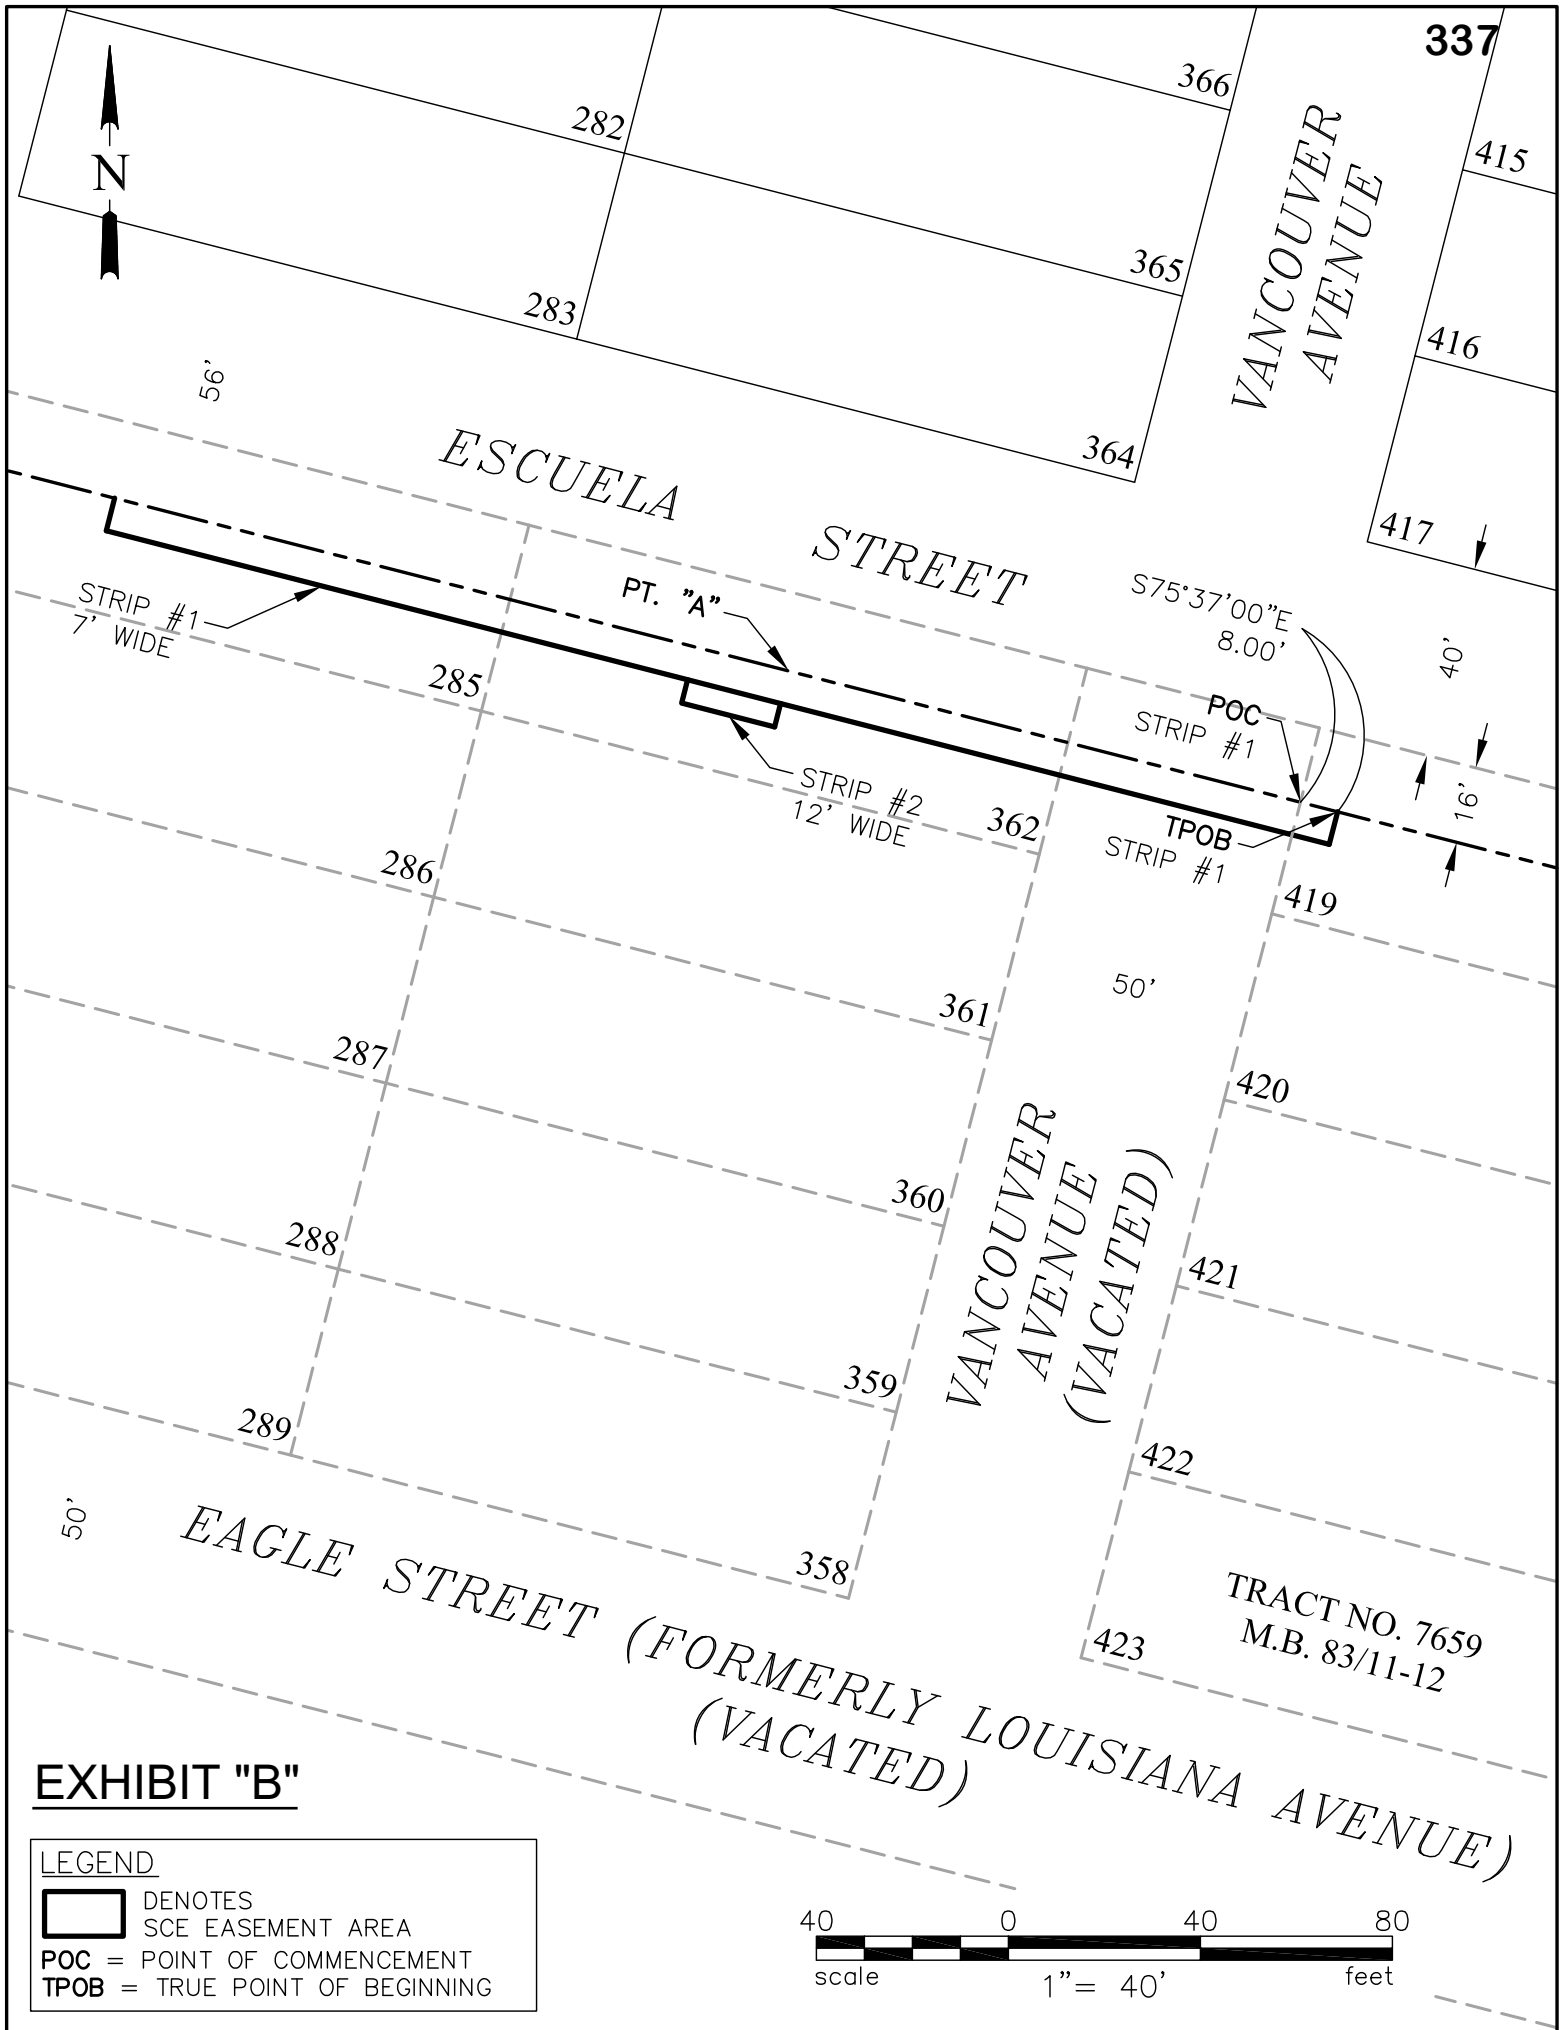 337
366
282
415
VANCOUVER
AVENUE
N
365
283
416
56'
364
ESCUELA
STREET
417
STRIP #1
7' WIDE
PT. "A"
S75°37'00"E
8.00'
40'
285
POC
STRIP #1
16'
STRIP #2
12' WIDE
362
TPOB
STRIP #1
286
419
50'
361
287
420
360
288
VANCOUVER
AVENUE
(VACATED)
421
359
289
422
50'
358
EAGLE STREET (FORMERLY LOUISIANA AVENUE)
(VACATED)
TRACT NO. 7659
M.B. 83/11-12
423
EXHIBIT "B"
LEGEND
DENOTES
SCE EASEMENT AREA
POC = POINT OF COMMENCEMENT
TPOB = TRUE POINT OF BEGINNING
40 0 40 80
scale 1"= 40' feet